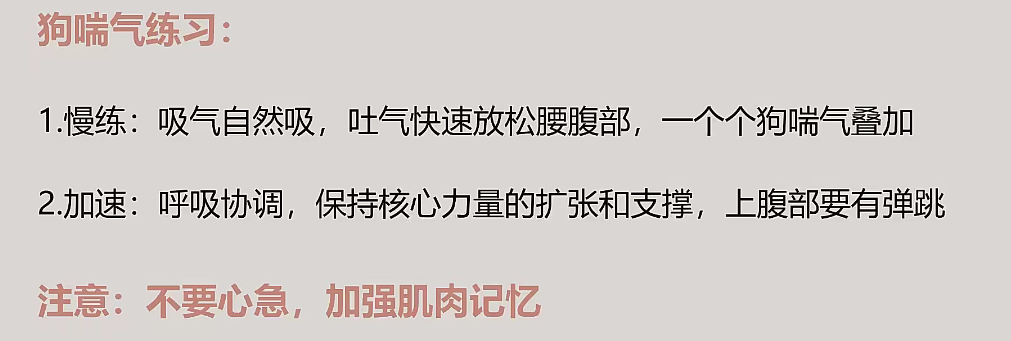 狗喘气练习：
1.慢练：吸气自然吸，吐气快速放松腰腹部，一个个狗喘气叠加
2.加速：呼吸协调，保持核心力量的扩张和支撑，上腹部要有弹跳
注意：不要心急，加强肌肉记忆